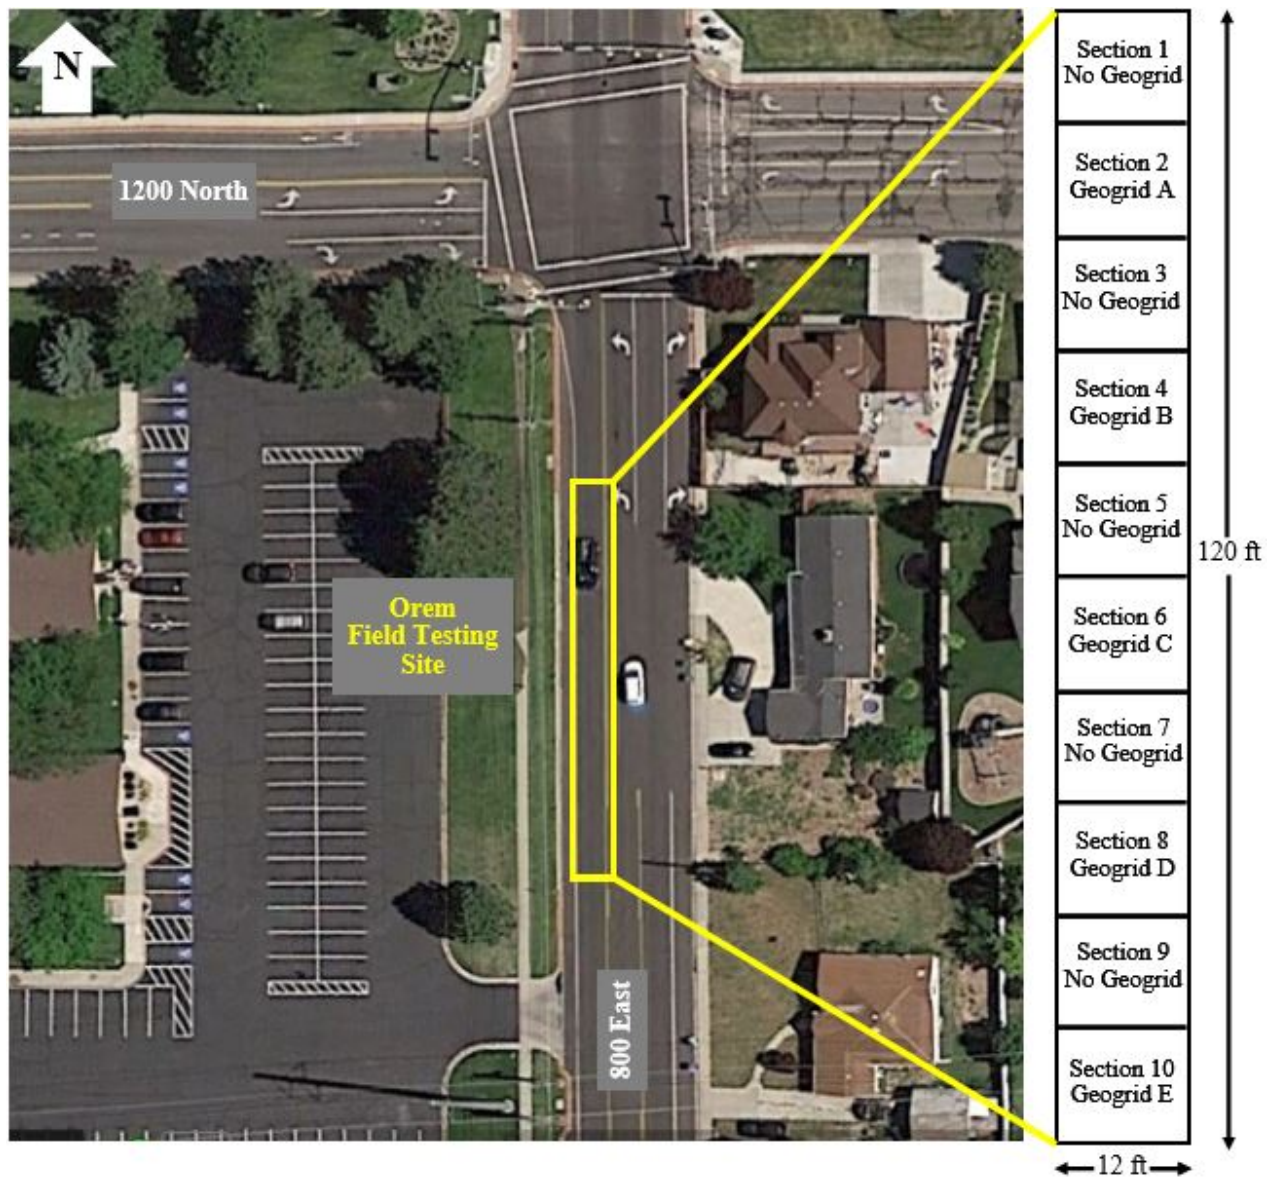 N
1200 North
Orem
Field Testing
Site
800 East
Section 1
No Geogrid
Section 2
Geogrid A
Section 3
No Geogrid
Section 4
Geogrid B
Section 5
No Geogrid
Section 6
Geogrid C
Section 7
No Geogrid
Section 8
Geogrid D
Section 9
No Geogrid
Section 10
Geogrid E
120 ft
12 ft